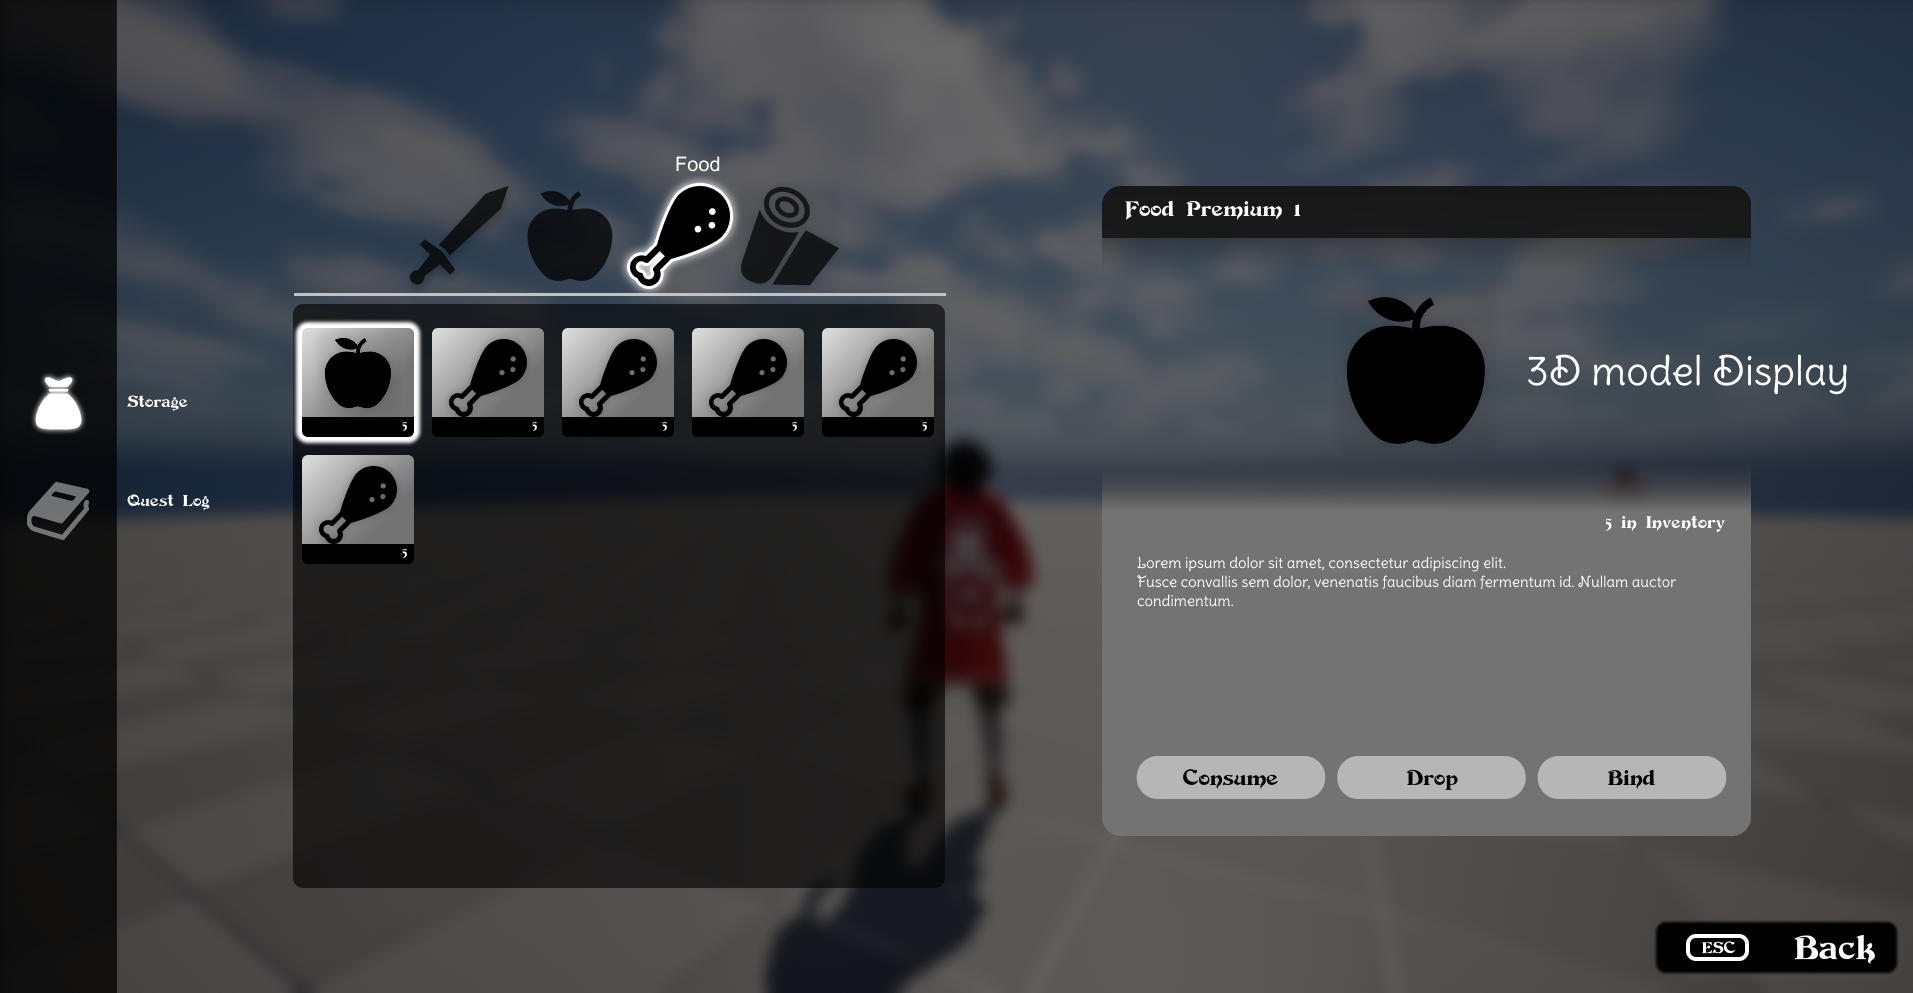 Food
Food Premium 1
3D model Display
Storage
5
5
5
5
5
Quest Log
5
5 in Inventory
Lorem ipsum dolor sit amet, consectetur adipiscing elit.
Fusce convallis sem dolor, venenatis faucibus diam fermentum id. Nullam auctor
condimentum.
Consume
Drop
Bind
ESC
Back